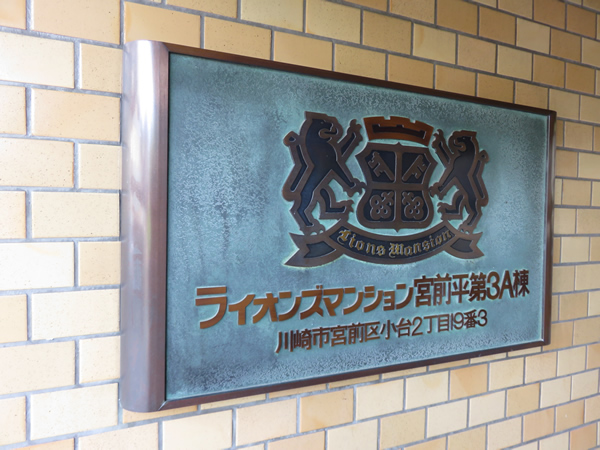 Lions Mansion
ライオンズマンション宮前平第3A棟
川崎市宮前区小台2丁目19番3